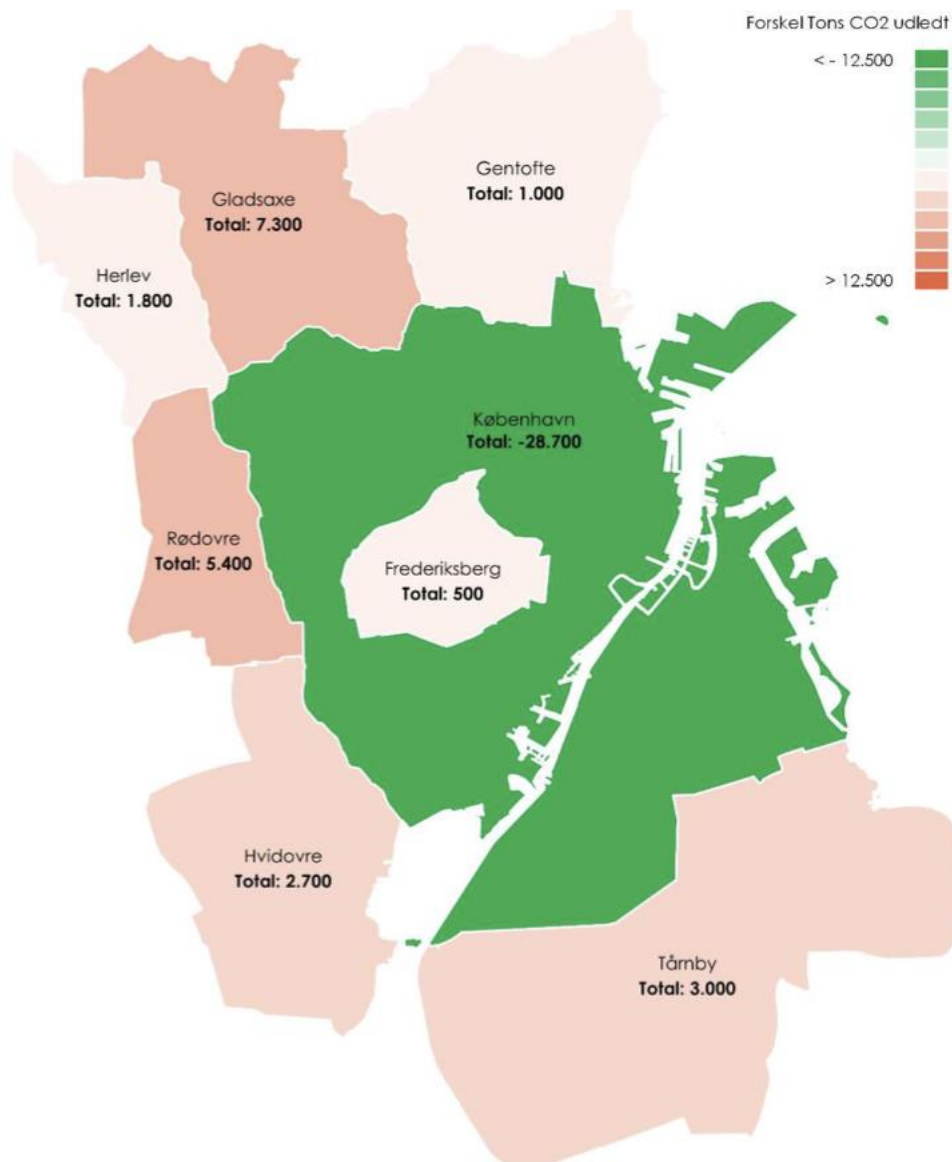 Forskel Tons CO2 udledt
< - 12.500
> 12.500
Gentofte
Total: 1.000
Gladsaxe
Total: 7.300
Herlev
Total: 1.800
København
Total: -28.700
Rødovre
Total: 5.400
Frederiksberg
Total: 500
Hvidovre
Total: 2.700
Tårnby
Total: 3.000